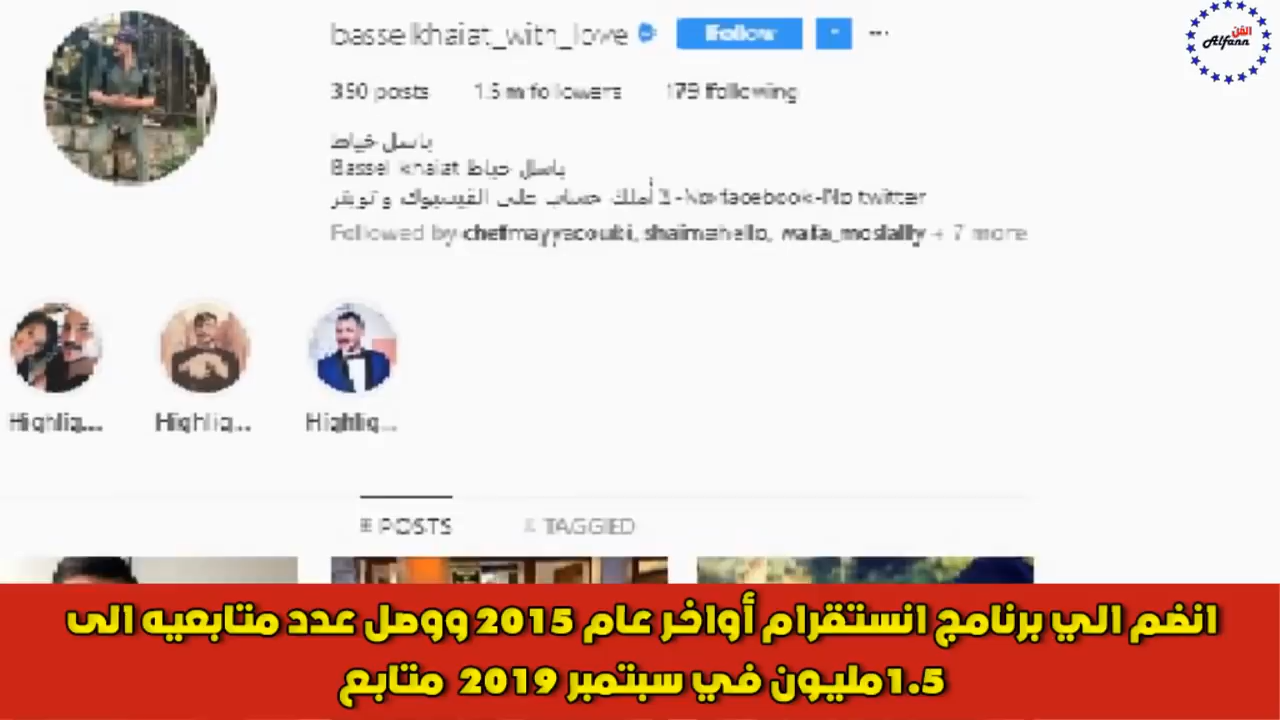 basselkhaiat_with_love
Follow
350 posts 1.5m followers 179 following
باسل خياط
Bassel khaiat باسل خياط
لا أملك حساب على الفيسبوك و تويتر -No facebook-No twitter
Followed by chefmayyacoubi, shaimahello, wafa_moslally + 7 more
Highlig... Highlig... Highlig...
POSTS TAGGED
الفن
Alfann
انضم الي برنامج انستقرام أواخر عام 2015 ووصل عدد متابعيه الى
1.5مليون في سبتمبر 2019 متابع